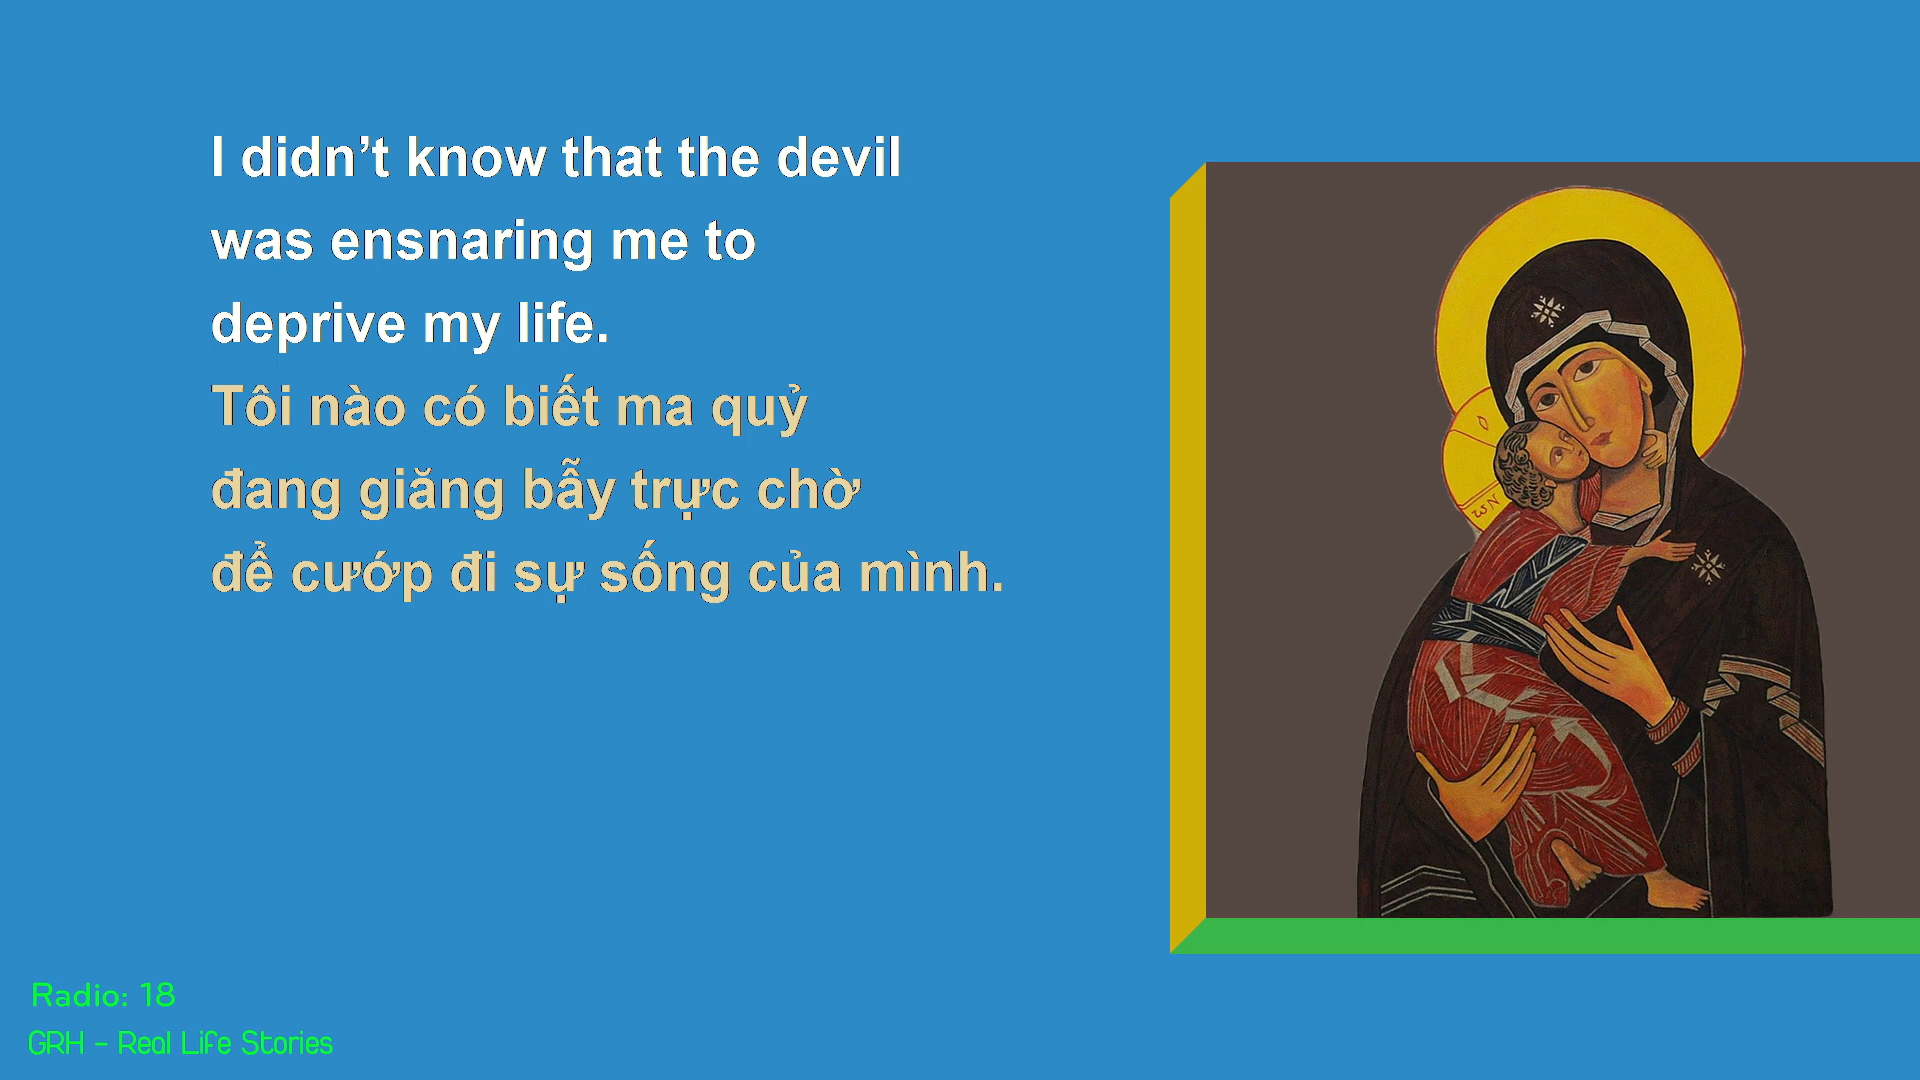 I didn’t know that the devil
was ensnaring me to
deprive my life.
Tôi nào có biết ma quỷ
đang giăng bẫy trực chờ
để cướp đi sự sống của mình.
ѡN
Radio: 18
GRH - Real Life Stories